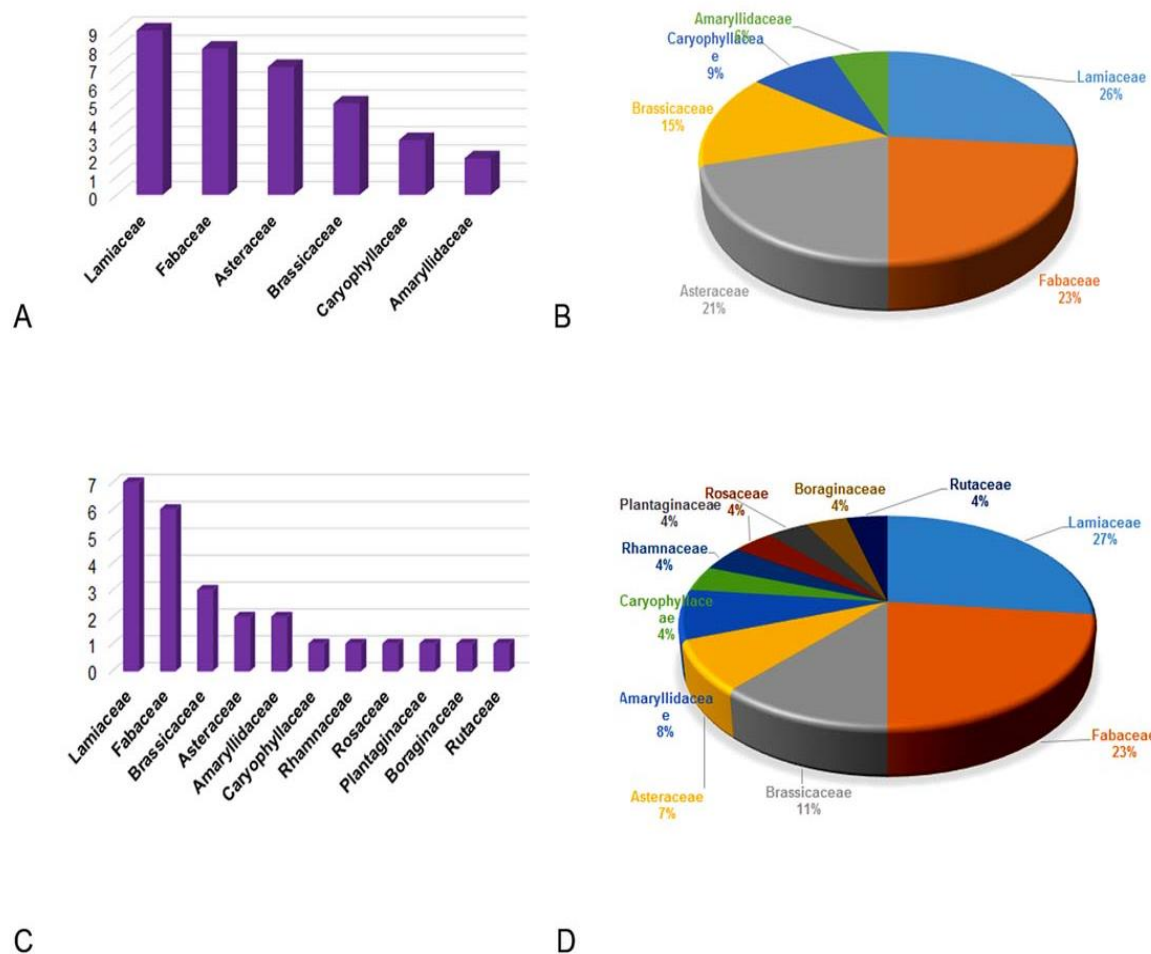 9
8
7
6
5
4
3
2
1
0
Lamiaceae
Fabaceae
Asteraceae
Brassicaceae
Caryophyllaceae
Amaryllidaceae
A
Amaryllidaceae
6%
Caryophyllacea
e
9%
Brassicaceae
15%
Lamiaceae
26%
Asteraceae
21%
Fabaceae
23%
B
7
6
5
4
3
2
1
0
Lamiaceae
Fabaceae
Brassicaceae
Asteraceae
Amaryllidaceae
Caryophyllaceae
Rhamnaceae
Rosaceae
Plantaginaceae
Boraginaceae
Rutaceae
C
Rutaceae
4%
Boraginaceae
4%
Rosaceae
4%
Plantaginaceae
4%
Lamiaceae
27%
Rhamnaceae
4%
Caryophyllace
ae
4%
Amaryllidacea
e
8%
Fabaceae
23%
Asteraceae
7%
Brassicaceae
11%
D